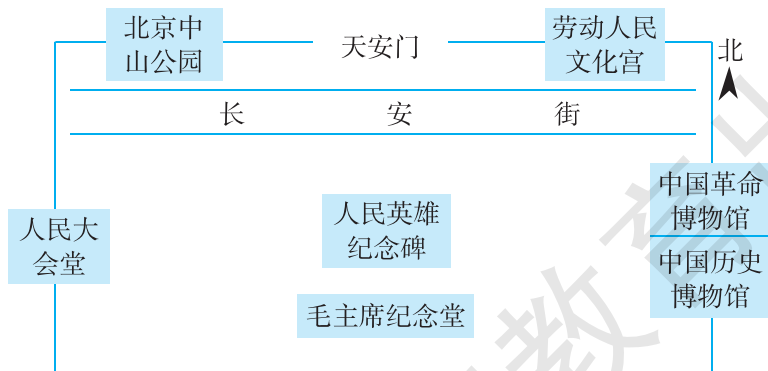 北京中
山公园
天安门
劳动人民
文化宫
北
长安街
中国革命
博物馆
人民大
会堂
人民英雄
纪念碑
中国历史
博物馆
毛主席纪念堂
教育